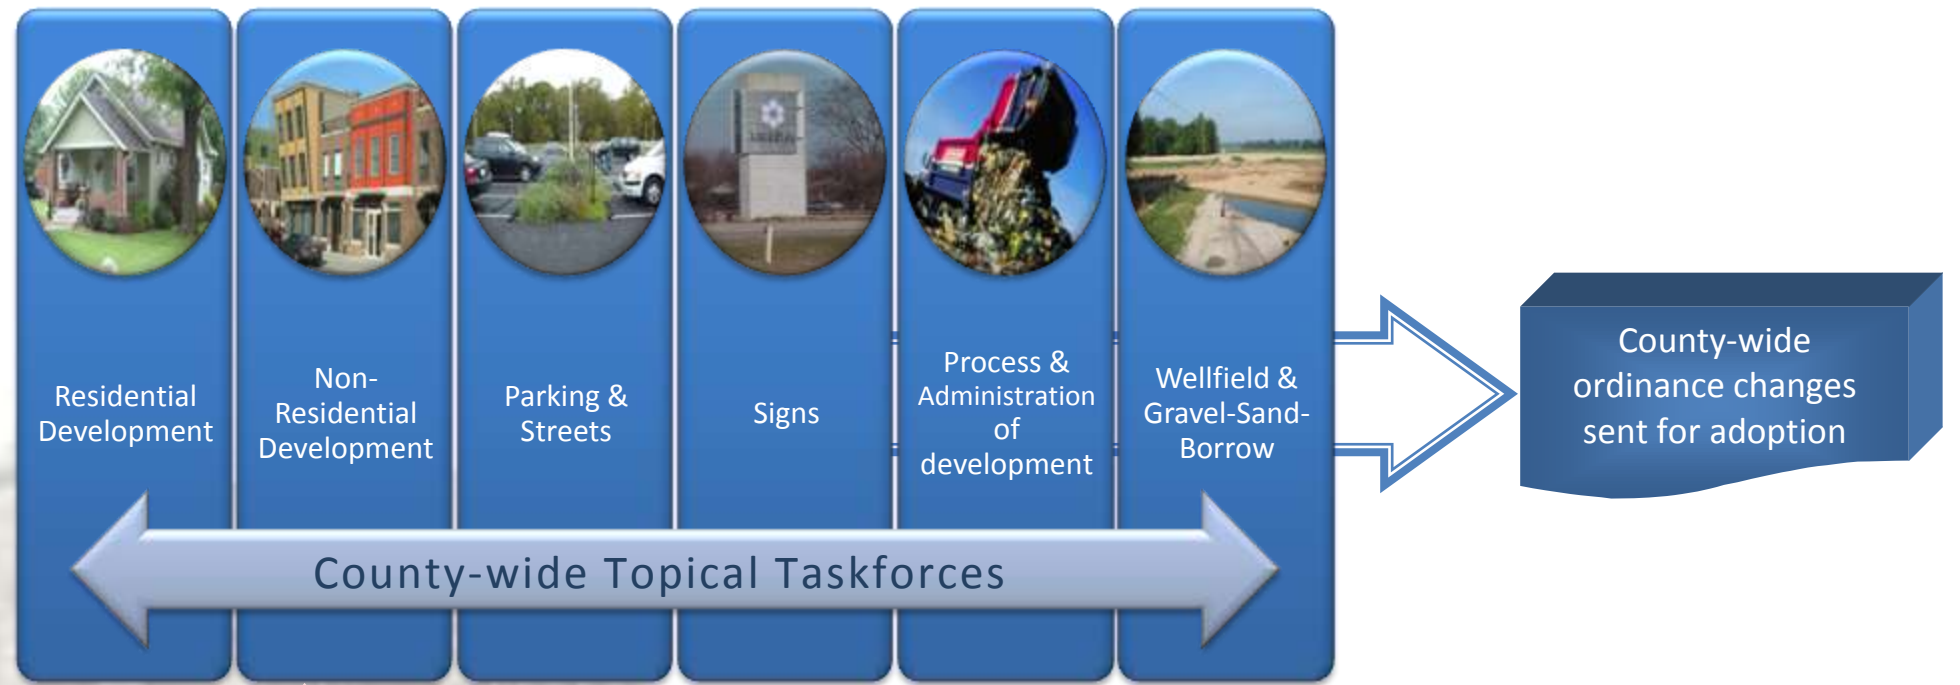 Residential
Development
Non-
Residential
Development
Parking &
Streets
Signs
Process &
Administration
of
development
Wellfield &
Gravel-Sand-
Borrow
County-wide
ordinance changes
sent for adoption
County-wide Topical Taskforces